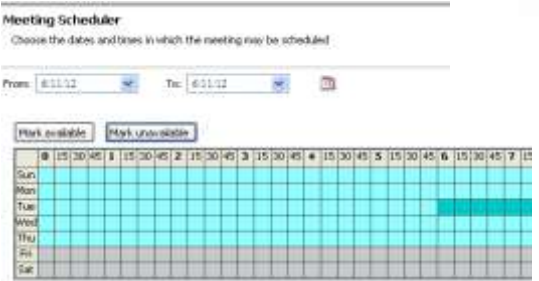 Meeting Scheduler
Choose the dates and times in which the meeting may be scheduled
From: 6/11/12 To: 6/11/12
Mark available Mark unavailable
0 15 30 45 1 15 30 45 2 15 30 45 3 15 30 45 4 15 30 45 5 15 30 45 6 15 30 45 7 15
Sun
Mon
Tue
Wed
Thu
Fri
Sat